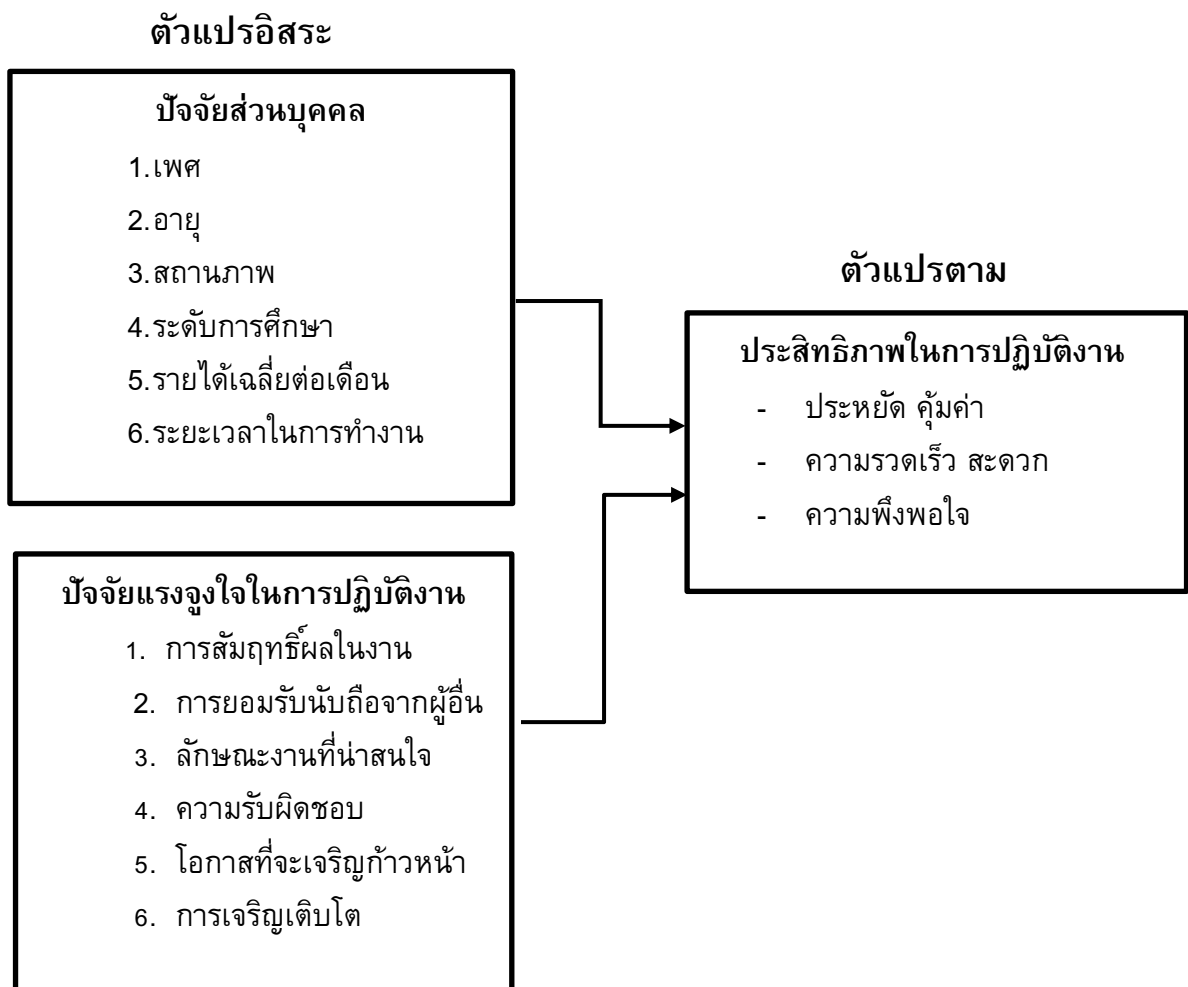 ตัวแปรอิสระ
ปัจจัยส่วนบุคคล
1.เพศ
2.อายุ
3.สถานภาพ
4.ระดับการศึกษา
5.รายได้เฉลี่ยต่อเดือน
6.ระยะเวลาในการทำงาน
ปัจจัยแรงจูงใจในการปฏิบัติงาน
1. การสัมฤทธิ์ผลในงาน
2. การยอมรับนับถือจากผู้อื่น
3. ลักษณะงานที่น่าสนใจ
4. ความรับผิดชอบ
5. โอกาสที่จะเจริญก้าวหน้า
6. การเจริญเติบโต
ตัวแปรตาม
ประสิทธิภาพในการปฏิบัติงาน
- ประหยัด คุ้มค่า
- ความรวดเร็ว สะดวก
- ความพึงพอใจ